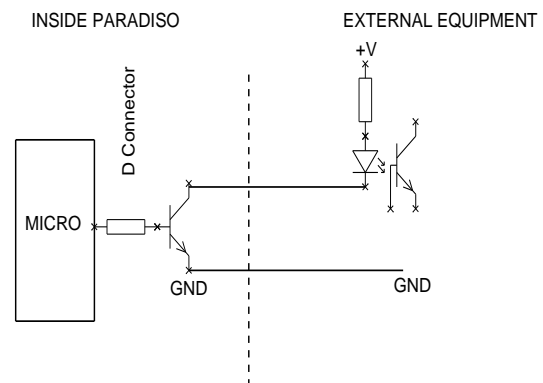 INSIDE PARADISO
EXTERNAL EQUIPMENT
+V
D Connector
MICRO
GND
GND